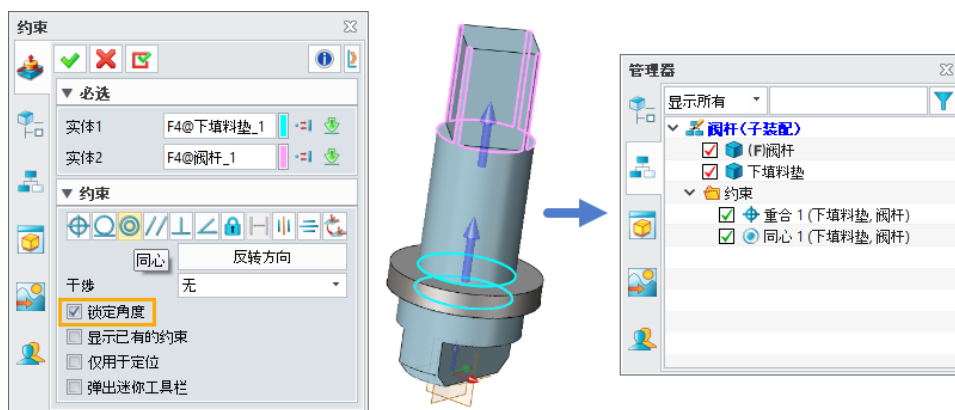 约束
必选
实体1 F4@下填料垫_1
实体2 F4@阀杆_1
约束
同心 反转方向
干涉 无
锁定角度
显示已有的约束
仅用于定位
弹出迷你工具栏
管理器
显示所有
阀杆(子装配)
(F)阀杆
下填料垫
约束
重合 1 (下填料垫, 阀杆)
同心 1 (下填料垫, 阀杆)